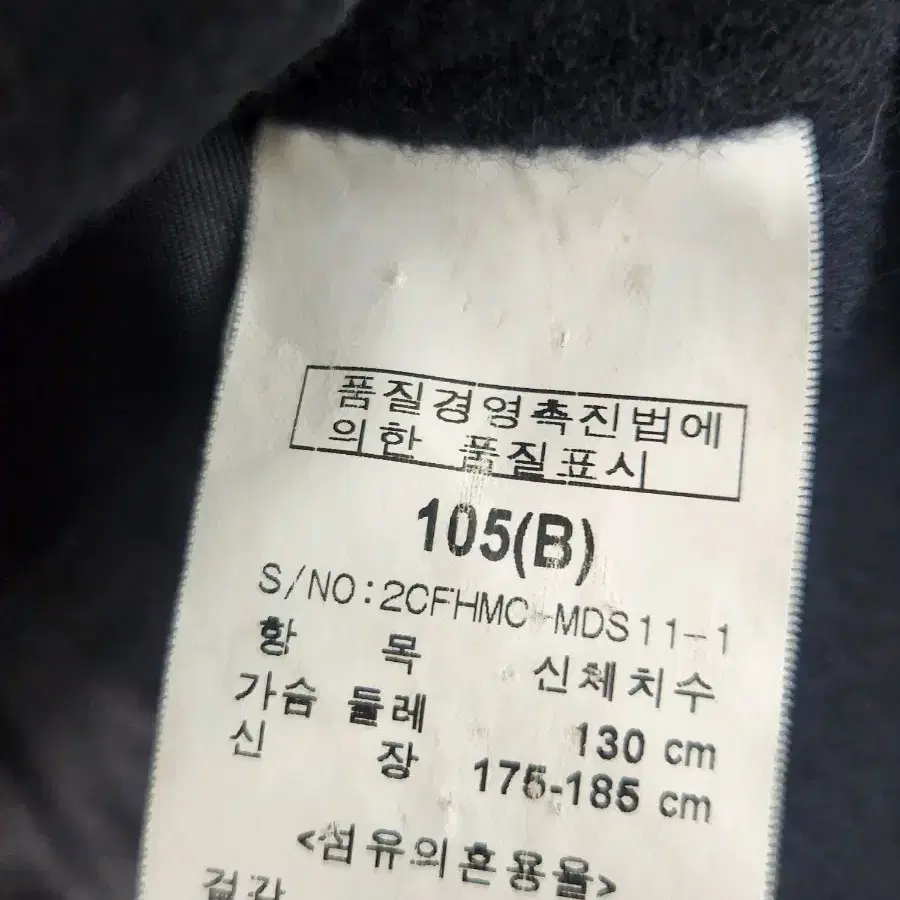 품질경영촉진법에
의한 품질표시
105(B)
S/NO:2CFHMC-MDS11-1
항 목 신체치수
가슴 둘레 130 cm
신 장 175-185 cm
<섬유의혼용율>
겉감